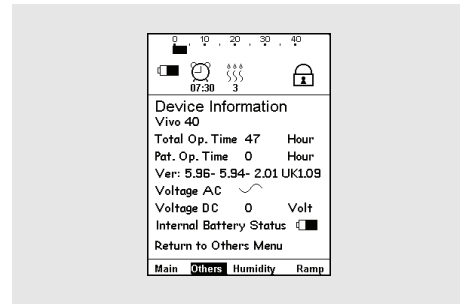 0 10 20 30 40
07:30 3 1
Device Information
Vivo 40
Total Op. Time 47 Hour
Pat. Op. Time 0 Hour
Ver: 5.96- 5.94- 2.01 UK1.09
Voltage AC
Voltage DC 0 Volt
Internal Battery Status
Return to Others Menu
Main Others Humidity Ramp